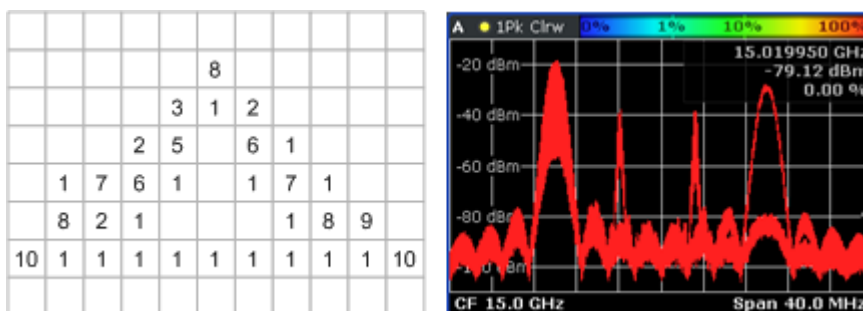 8
3 1 2
2 5 6 1
1 7 6 1 1 7 1
8 2 1 1 8 9
10 1 1 1 1 1 1 1 1 1 10
A 1Pk Clrw 0% 1% 10% 100%
15.019950 GHz
-79.12 dBm
0.00 %
-20 dBm
-40 dBm
-60 dBm
-80 dBm
-100 dBm
CF 15.0 GHz Span 40.0 MHz